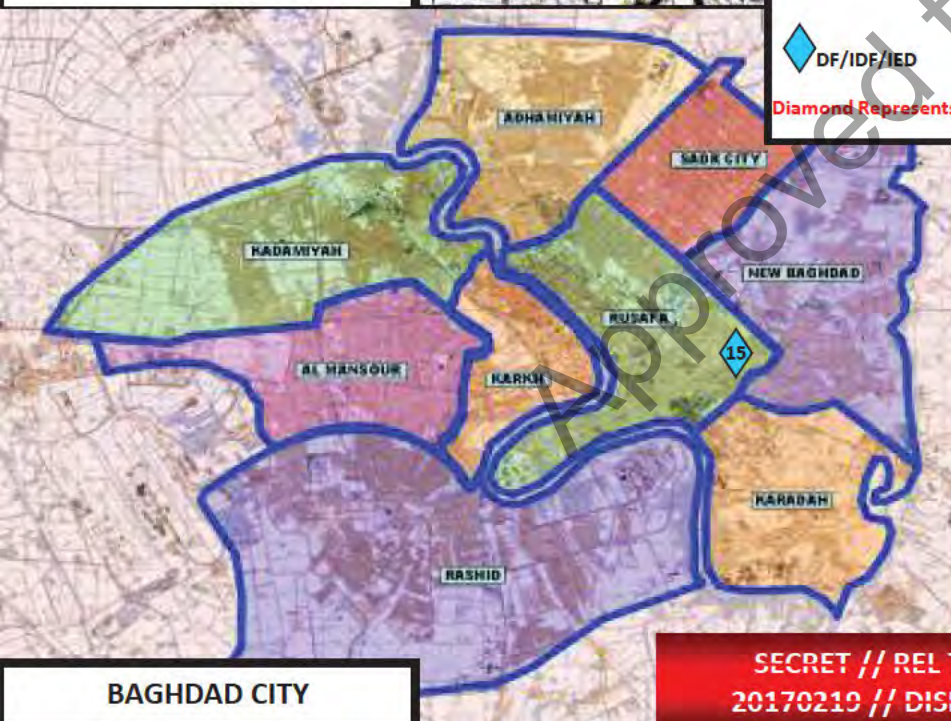 DF/IDF/IED
Diamond Represents
Approved
ADHAMIYAH
SADR CITY
KADAMIYAH
NEW BAGHDAD
RUSAFA
15
AL MANSOUR
KARKH
KARADAH
RASHID
BAGHDAD CITY
SECRET // REL
20170219 //